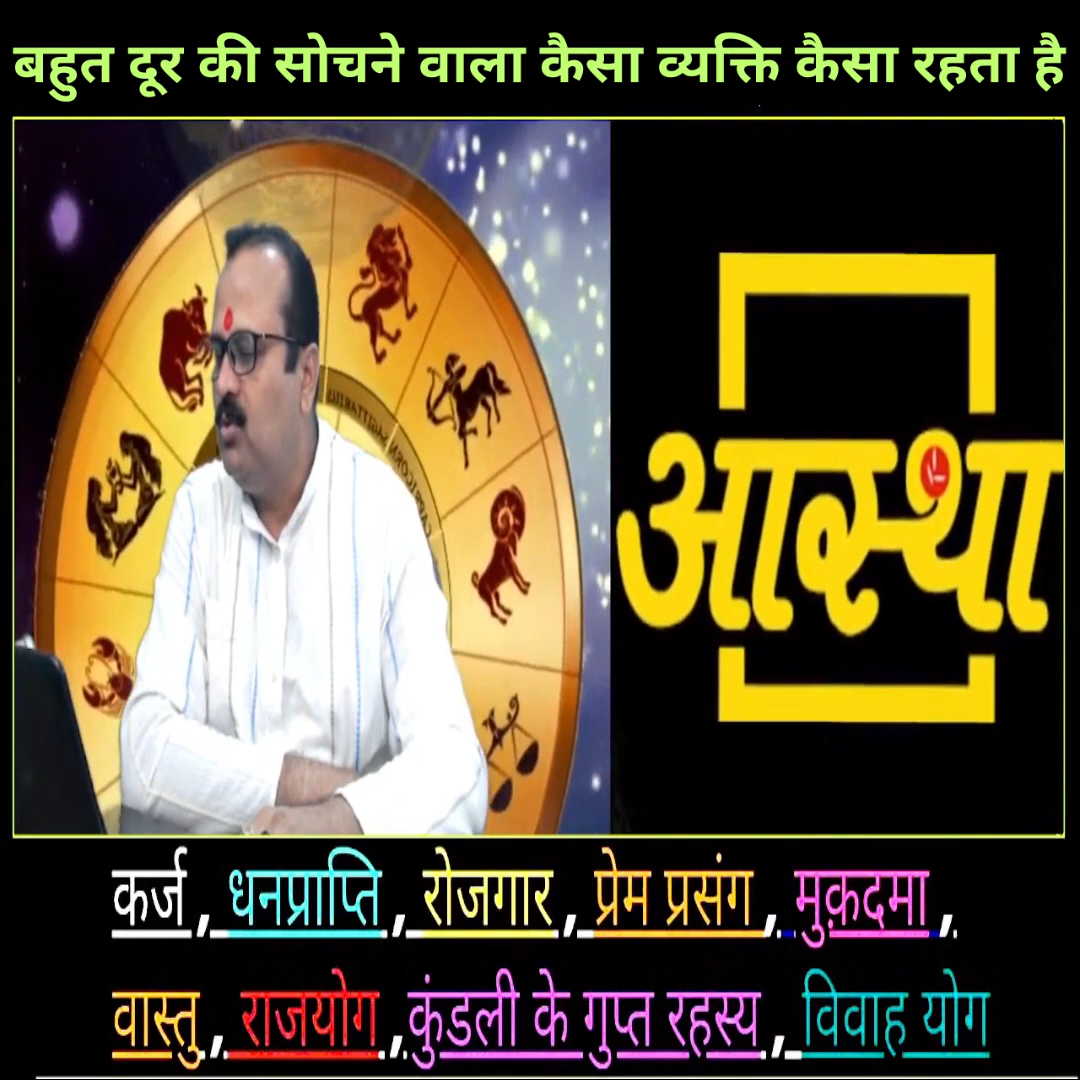 बहुत दूर की सोचने वाला कैसा व्यक्ति कैसा रहता है
आस्था
कर्ज , धनप्राप्ति , रोजगार , प्रेम प्रसंग , मुक़दमा ,
वास्तु , राजयोग ,कुंडली के गुप्त रहस्य , विवाह योग